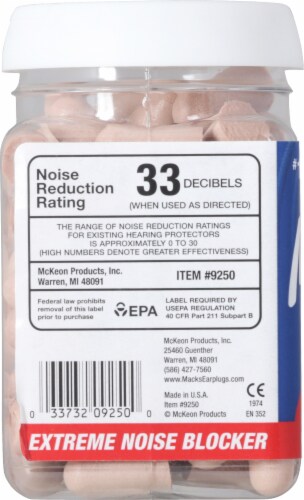 Noise
Reduction
Rating
33 DECIBELS
(WHEN USED AS DIRECTED)
THE RANGE OF NOISE REDUCTION RATINGS
FOR EXISTING HEARING PROTECTORS
IS APPROXIMATELY 0 TO 30
(HIGH NUMBERS DENOTE GREATER EFFECTIVENESS)
McKeon Products, Inc.
Warren, MI 48091
ITEM #9250
Federal law prohibits
removal of this label
prior to purchase
EPA
LABEL REQUIRED BY
USEPA REGULATION
40 CFR Part 211 Subpart B
McKeon Products, Inc.
25460 Guenther
Warren, MI 48091
(586) 427-7560
www.MacksEarplugs.com
Made in U.S.A.
Item #9250
© McKeon Products
CE
1974
EN 352
0 33732 09250 0
EXTREME NOISE BLOCKER